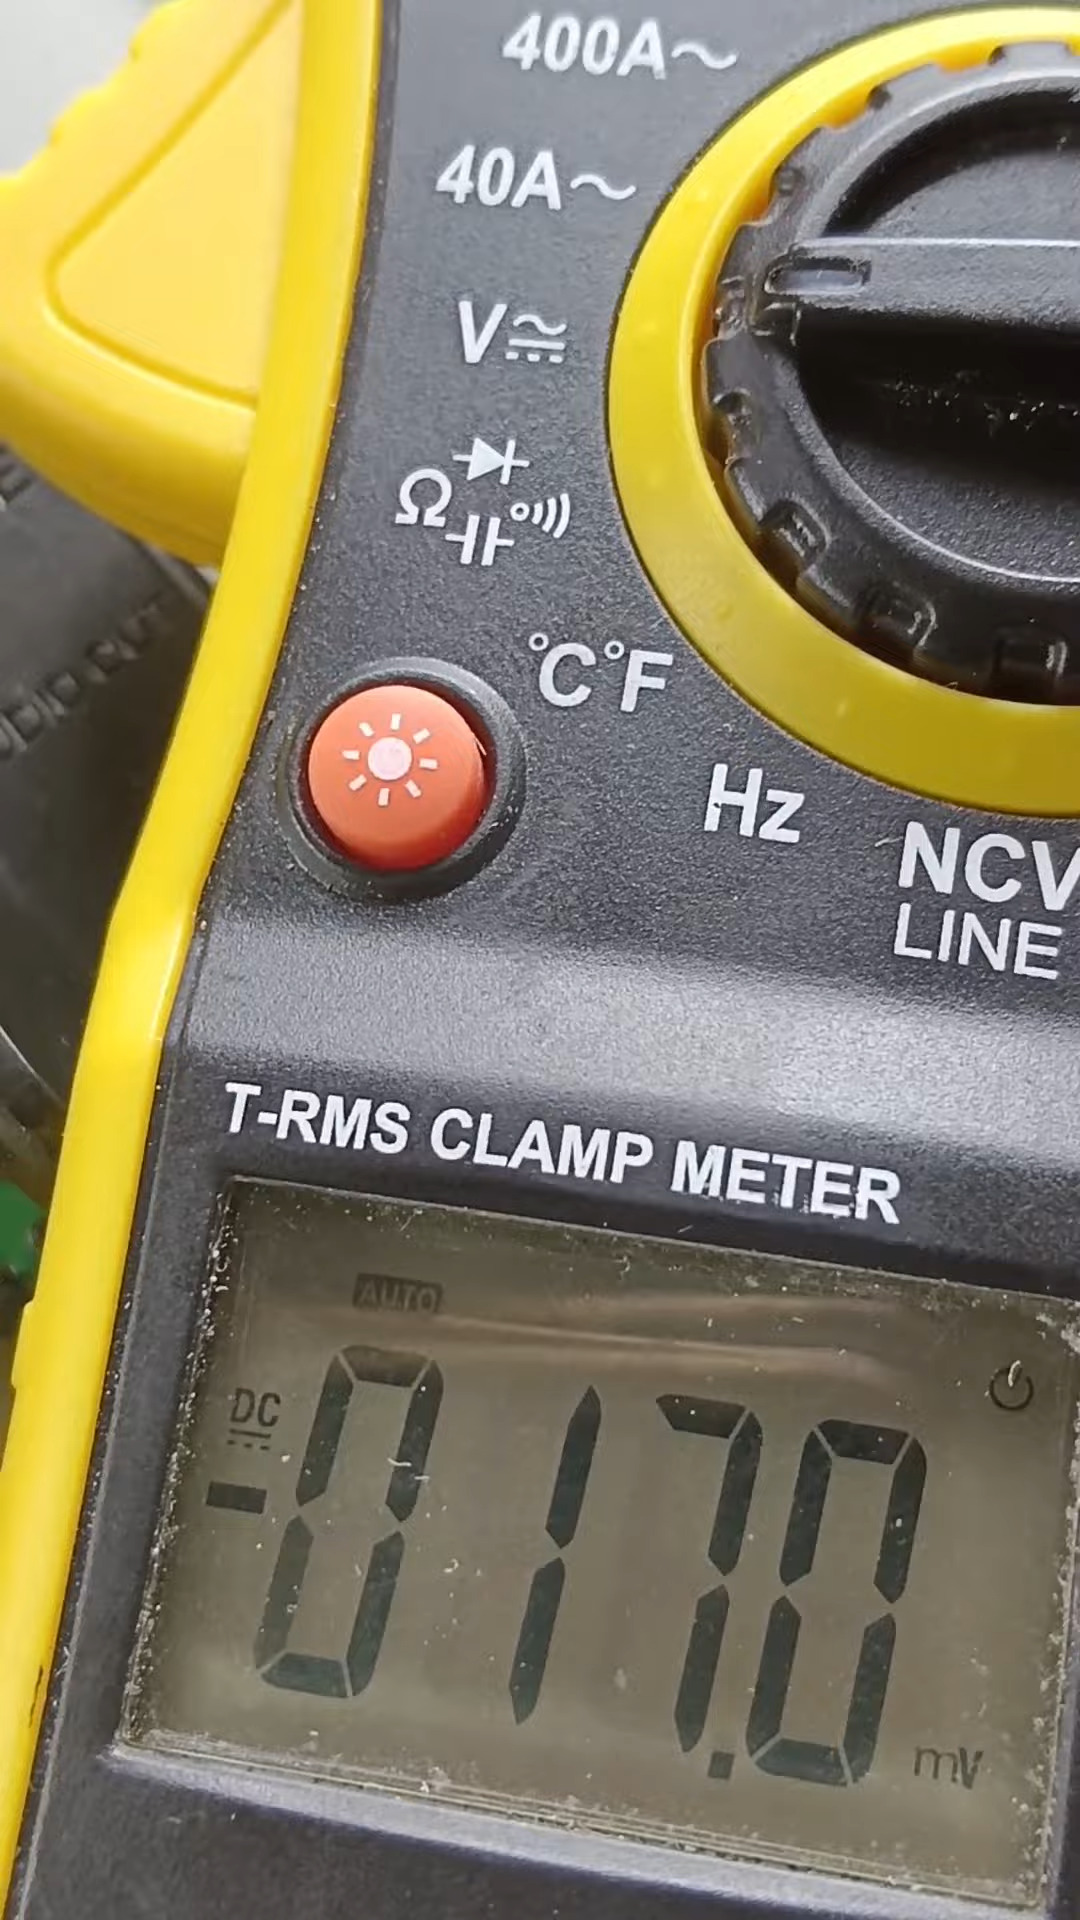 400A~
40A~
V
Ω
°C°F
Hz
NCV
LINE
T-RMS CLAMP METER
AUTO
DC
-017.0
mV